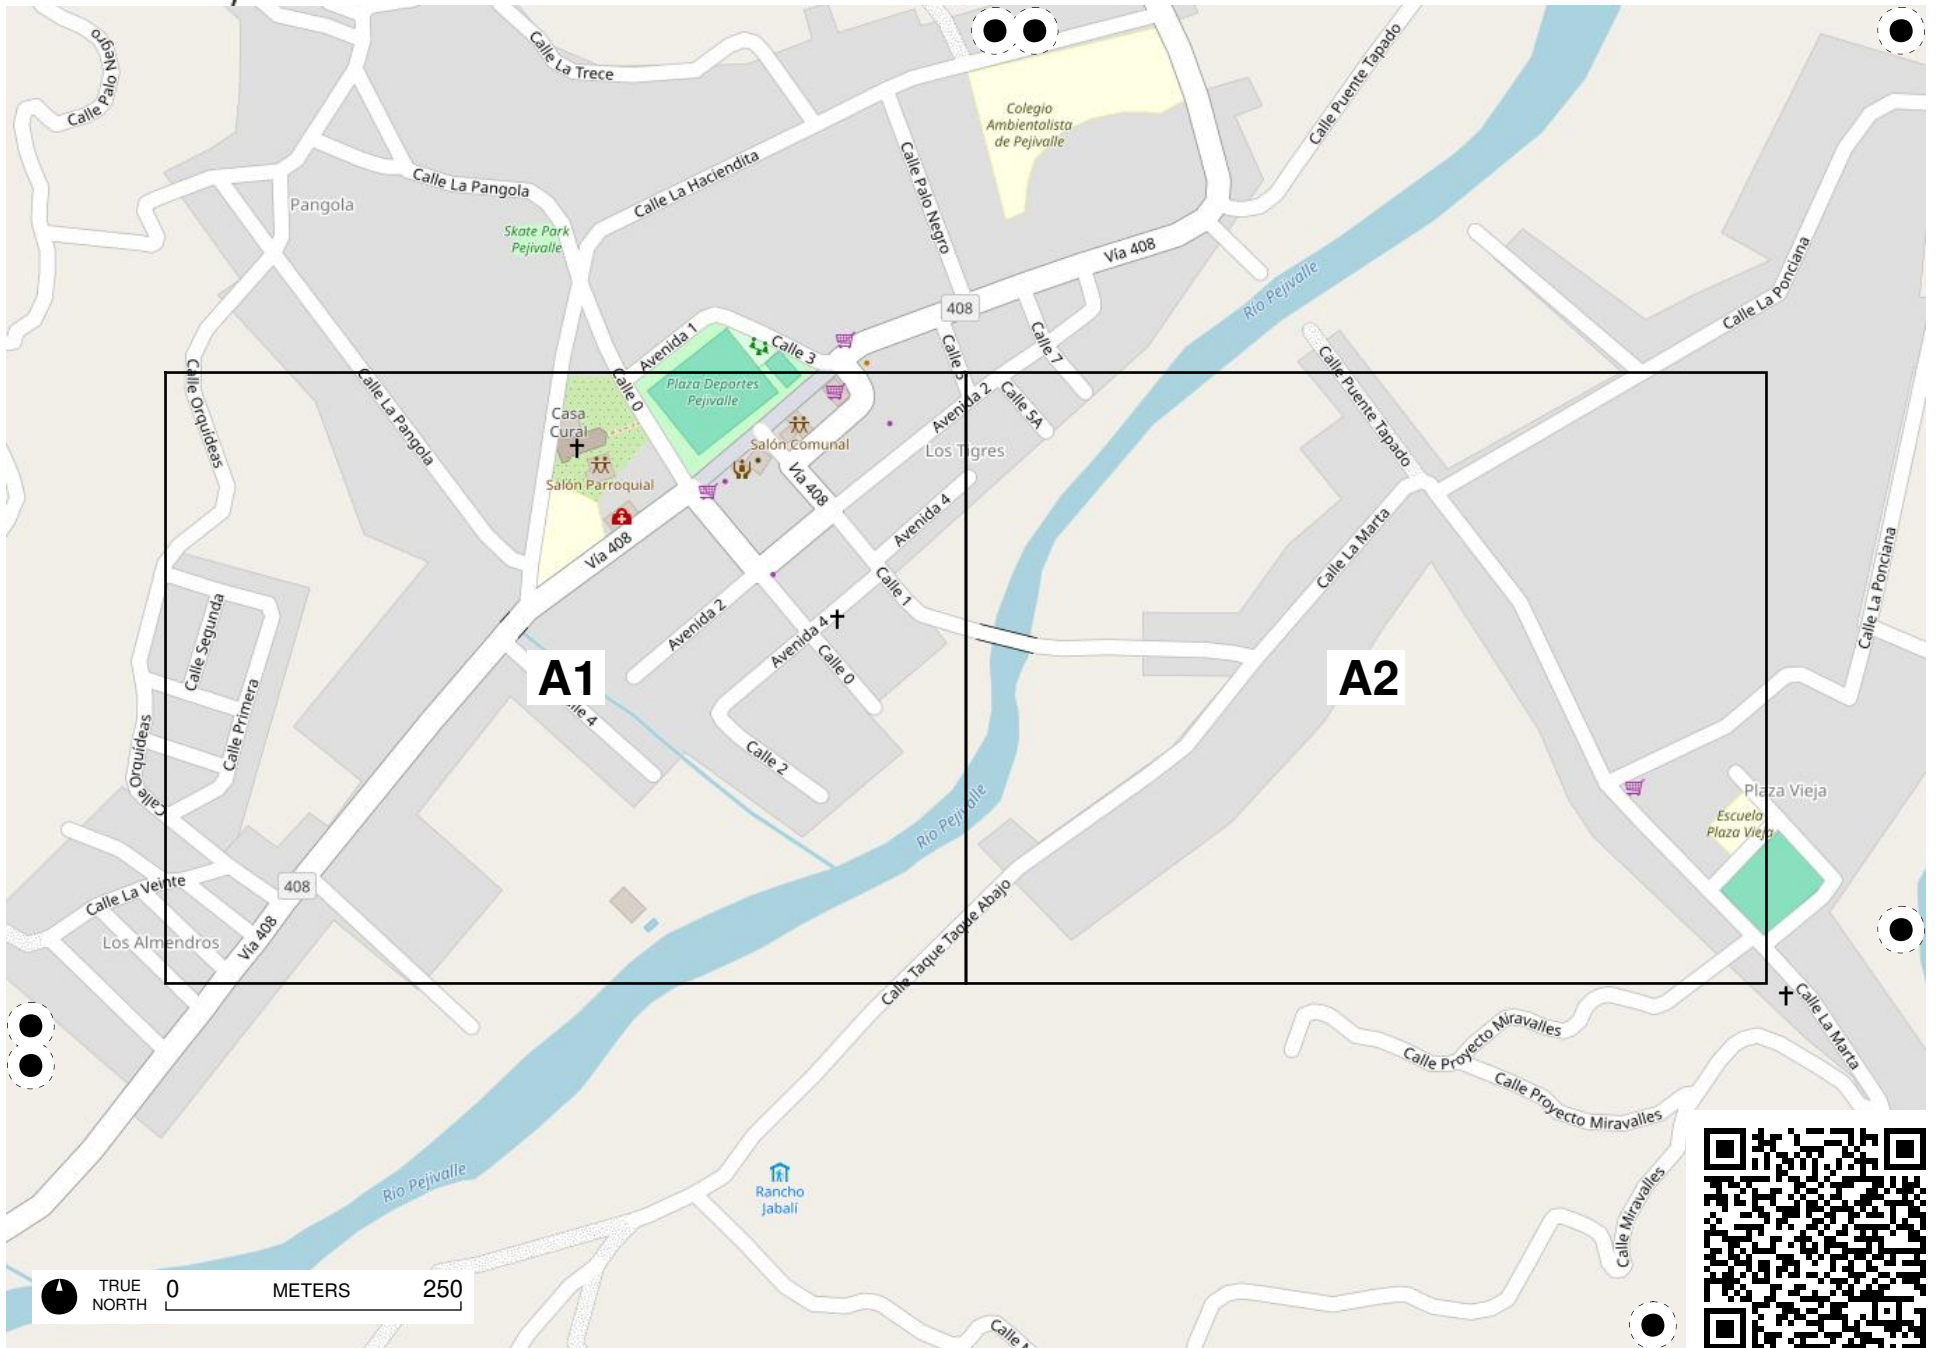 Calle Palo Negro
Calle La Trece
Calle Puente Tapado
Colegio
Ambientalista
de Pejivalle
Calle La Haciendita
Calle Palo Negro
Calle La Pangola
Pangola
Skate Park
Pejivalle
Vía 408
Río Pejivalle
Calle La Ponciana
408
Avenida 1
Calle 3
Calle 7
Calle Puente Tapado
Calle Orquídeas
Calle La Pangola
Calle 0
Plaza Deportes
Pejivalle
Avenida 2
Calle 5A
Casa
Cural
Salón Comunal
Los Tigres
Salón Parroquial
Vía 408
Avenida 4
Vía 408
Calle La Marta
Calle La Ponciana
Calle 1
Calle Segunda
Avenida 2
Avenida 4
Calle 0
A1
A2
Calle Primera
Calle Orquídeas
Calle 2
Río Pejivalle
Plaza Vieja
Escuela
Plaza Vieja
Calle La Veinte
408
Los Almendros
Vía 408
Calle Taque Taque Abajo
Calle La Marta
Calle Proyecto Miravalles
Calle Proyecto Miravalles
Río Pejivalle
Rancho
Jabalí
Calle Miravalles
TRUE
NORTH
0 METERS 250